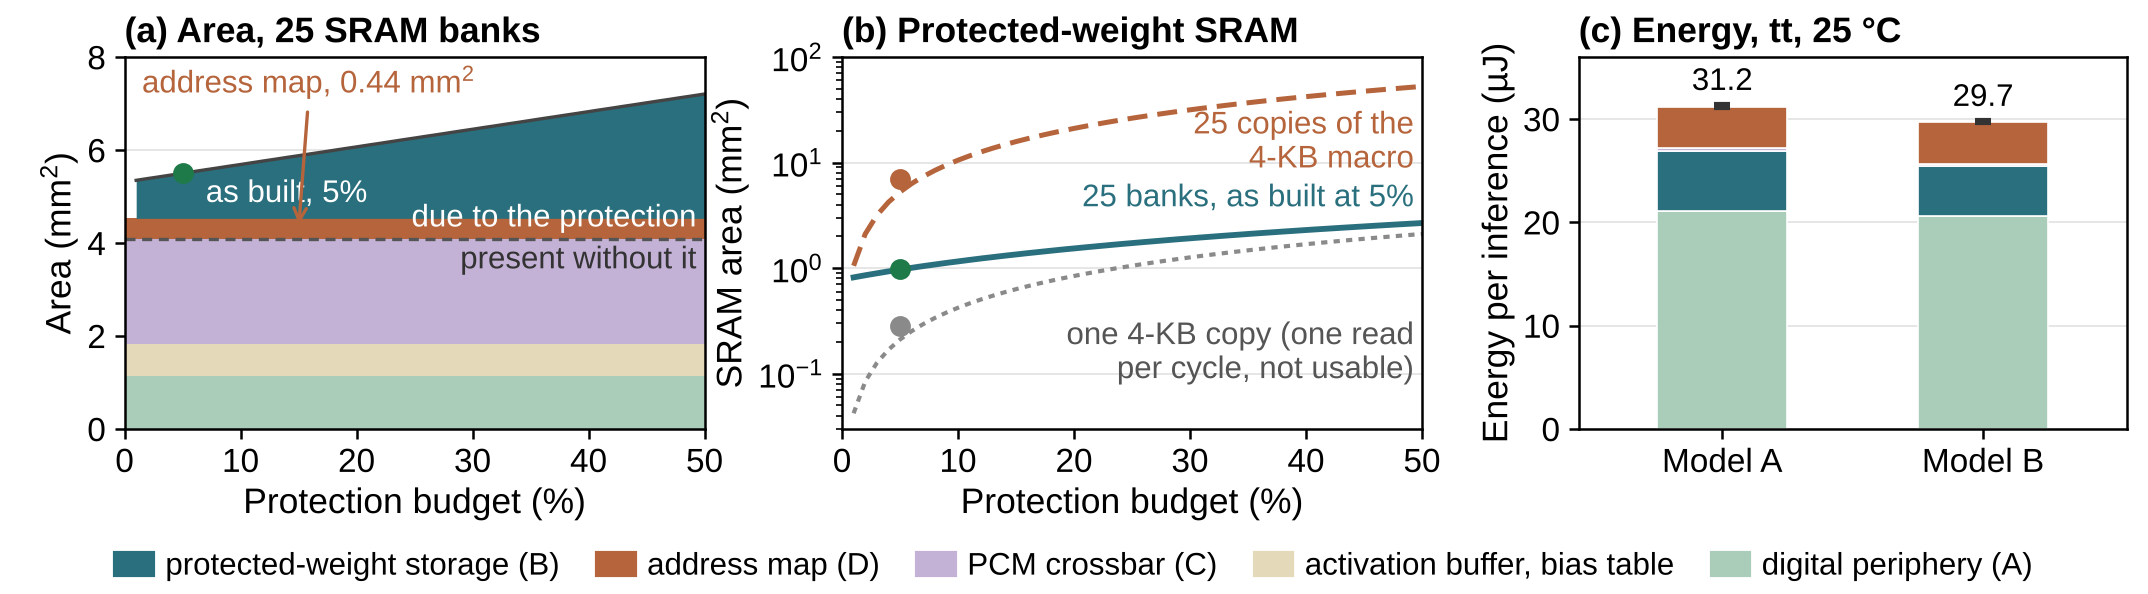 (a) Area, 25 SRAM banks
8
6
4
2
0
Area (mm²)
address map, 0.44 mm²
as built, 5%
due to the protection
present without it
0 10 20 30 40 50
Protection budget (%)
(b) Protected-weight SRAM
10²
10¹
10⁰
10⁻¹
SRAM area (mm²)
25 copies of the
4-KB macro
25 banks, as built at 5%
one 4-KB copy (one read
per cycle, not usable)
0 10 20 30 40 50
Protection budget (%)
(c) Energy, tt, 25 °C
30
20
10
0
Energy per inference (µJ)
31.2
29.7
Model A
Model B
protected-weight storage (B)
address map (D)
PCM crossbar (C)
activation buffer, bias table
digital periphery (A)